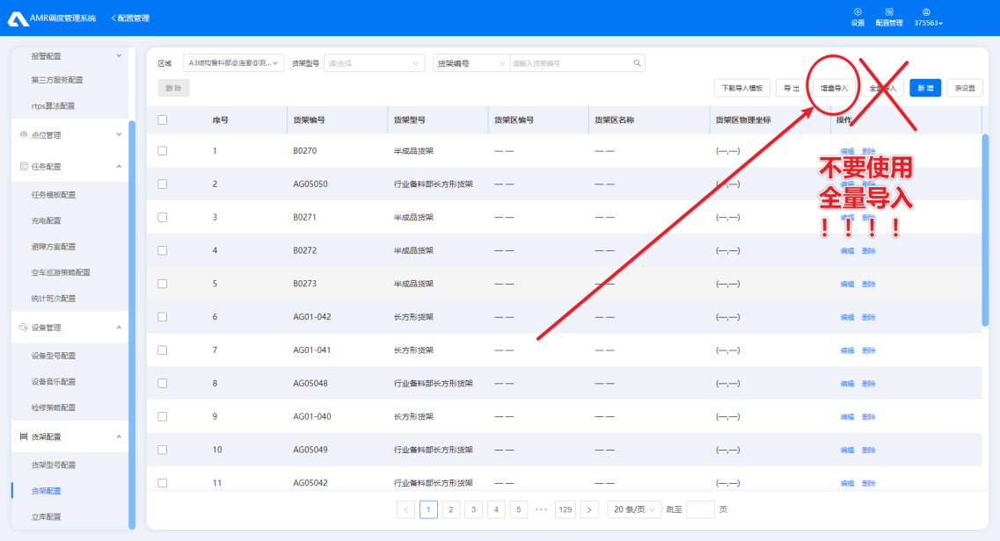 AMR调度管理系统 配置管理
设置 配置管理 375563
报警配置
第三方服务配置
rtps算法配置
点位管理
任务配置
任务模板配置
充电配置
避障方案配置
空车巡游策略配置
统计班次配置
设备管理
设备型号配置
设备音乐配置
检修策略配置
货架配置
货架型号配置
货架配置
立库配置
区域 A3结构备料部@连廊@测... 货架型号 请选择 货架编号 请输入货架编号
删 除 下载导入模板 导 出 增量导入 全量导入 新 增 表设置
序号 货架编号 货架型号 货架区编号 货架区名称 货架区物理坐标 操作
1 B0270 半成品货架 — — — — (—,—) 编辑 删除
2 AG05050 行业备料部长方形货架 — — — — (—,—) 编辑 删除
3 B0271 半成品货架 — — — — (—,—) 编辑 删除
4 B0272 半成品货架 — — — — (—,—) 编辑 删除
5 B0273 半成品货架 — — — — (—,—) 编辑 删除
6 AG01-042 长方形货架 — — — — (—,—) 编辑 删除
7 AG01-041 长方形货架 — — — — (—,—) 编辑 删除
8 AG05048 行业备料部长方形货架 — — — — (—,—) 编辑 删除
9 AG01-040 长方形货架 — — — — (—,—) 编辑 删除
10 AG05049 行业备料部长方形货架 — — — — (—,—) 编辑 删除
11 AG05042 行业备料部长方形货架 — — — — (—,—) 编辑 删除
不要使用
全量导入
！！！！
< 1 2 3 4 5 ••• 129 > 20 条/页 跳至 页